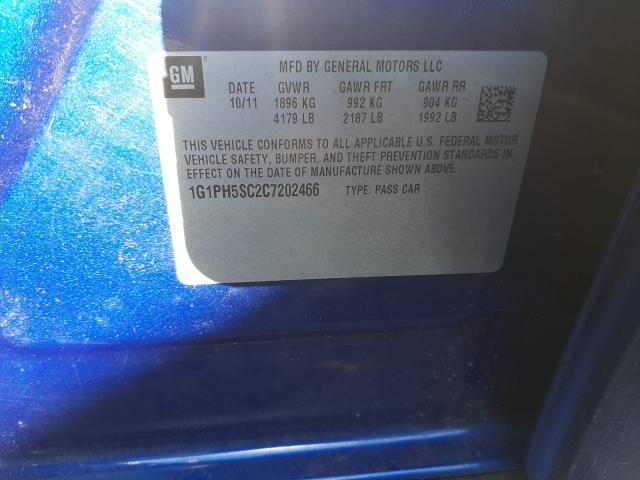 GM
MFD BY GENERAL MOTORS LLC
DATE GVWR GAWR FRT GAWR RR
10/11 1896 KG 992 KG 904 KG
4179 LB 2187 LB 1992 LB
THIS VEHICLE CONFORMS TO ALL APPLICABLE U.S. FEDERAL MOTOR
VEHICLE SAFETY, BUMPER, AND THEFT PREVENTION STANDARDS IN
EFFECT ON THE DATE OF MANUFACTURE SHOWN ABOVE.
1G1PH5SC2C7202466 TYPE: PASS CAR